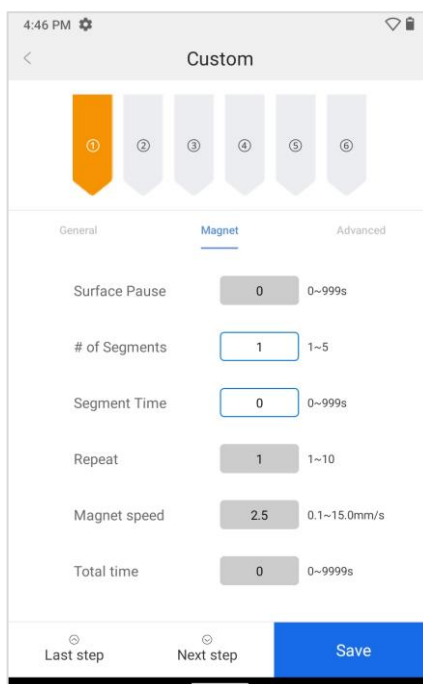 4:46 PM
Custom
① ② ③ ④ ⑤ ⑥
General Magnet Advanced
Surface Pause 0 0~999s
# of Segments 1 1~5
Segment Time 0 0~999s
Repeat 1 1~10
Magnet speed 2.5 0.1~15.0mm/s
Total time 0 0~9999s
Last step Next step Save